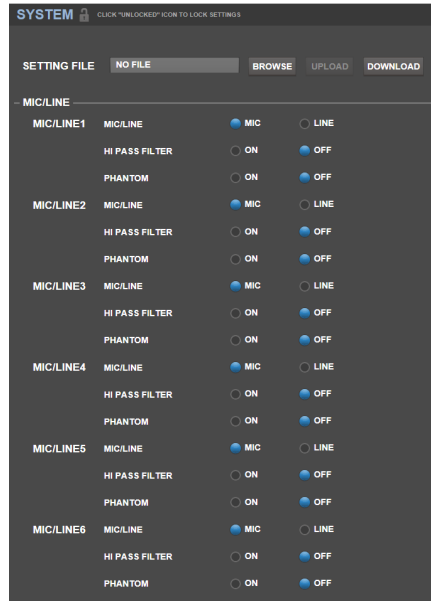 SYSTEM CLICK "UNLOCKED" ICON TO LOCK SETTINGS
SETTING FILE NO FILE BROWSE UPLOAD DOWNLOAD
MIC/LINE
MIC/LINE1 MIC/LINE MIC LINE
HI PASS FILTER ON OFF
PHANTOM ON OFF
MIC/LINE2 MIC/LINE MIC LINE
HI PASS FILTER ON OFF
PHANTOM ON OFF
MIC/LINE3 MIC/LINE MIC LINE
HI PASS FILTER ON OFF
PHANTOM ON OFF
MIC/LINE4 MIC/LINE MIC LINE
HI PASS FILTER ON OFF
PHANTOM ON OFF
MIC/LINE5 MIC/LINE MIC LINE
HI PASS FILTER ON OFF
PHANTOM ON OFF
MIC/LINE6 MIC/LINE MIC LINE
HI PASS FILTER ON OFF
PHANTOM ON OFF